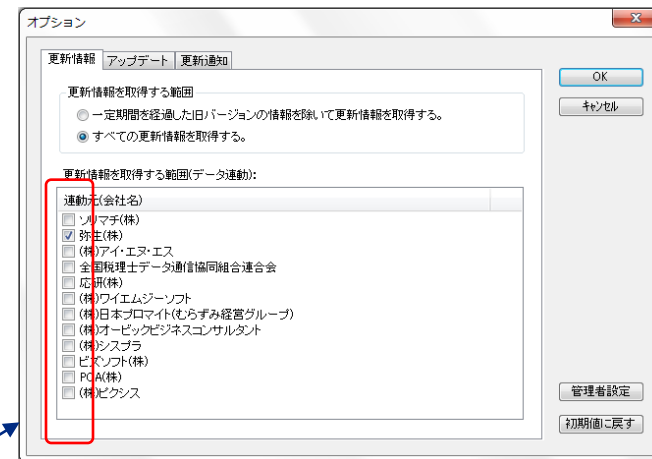 オプション
更新情報 アップデート 更新通知
更新情報を取得する範囲
一定期間を経過した旧バージョンの情報を除いて更新情報を取得する。
すべての更新情報を取得する。
更新情報を取得する範囲(データ連動):
連動元(会社名)
ソリマチ(株)
弥生(株)
(株)アイ・エヌ・エス
全国税理士データ通信協同組合連合会
応研(株)
(株)ワイエムジーソフト
(株)日本プロマイト(むらずみ経営グループ)
(株)オービックビジネスコンサルタント
(株)シスプラ
ビズソフト(株)
PCA(株)
(株)ピクシス
OK
キャンセル
管理者設定
初期値に戻す